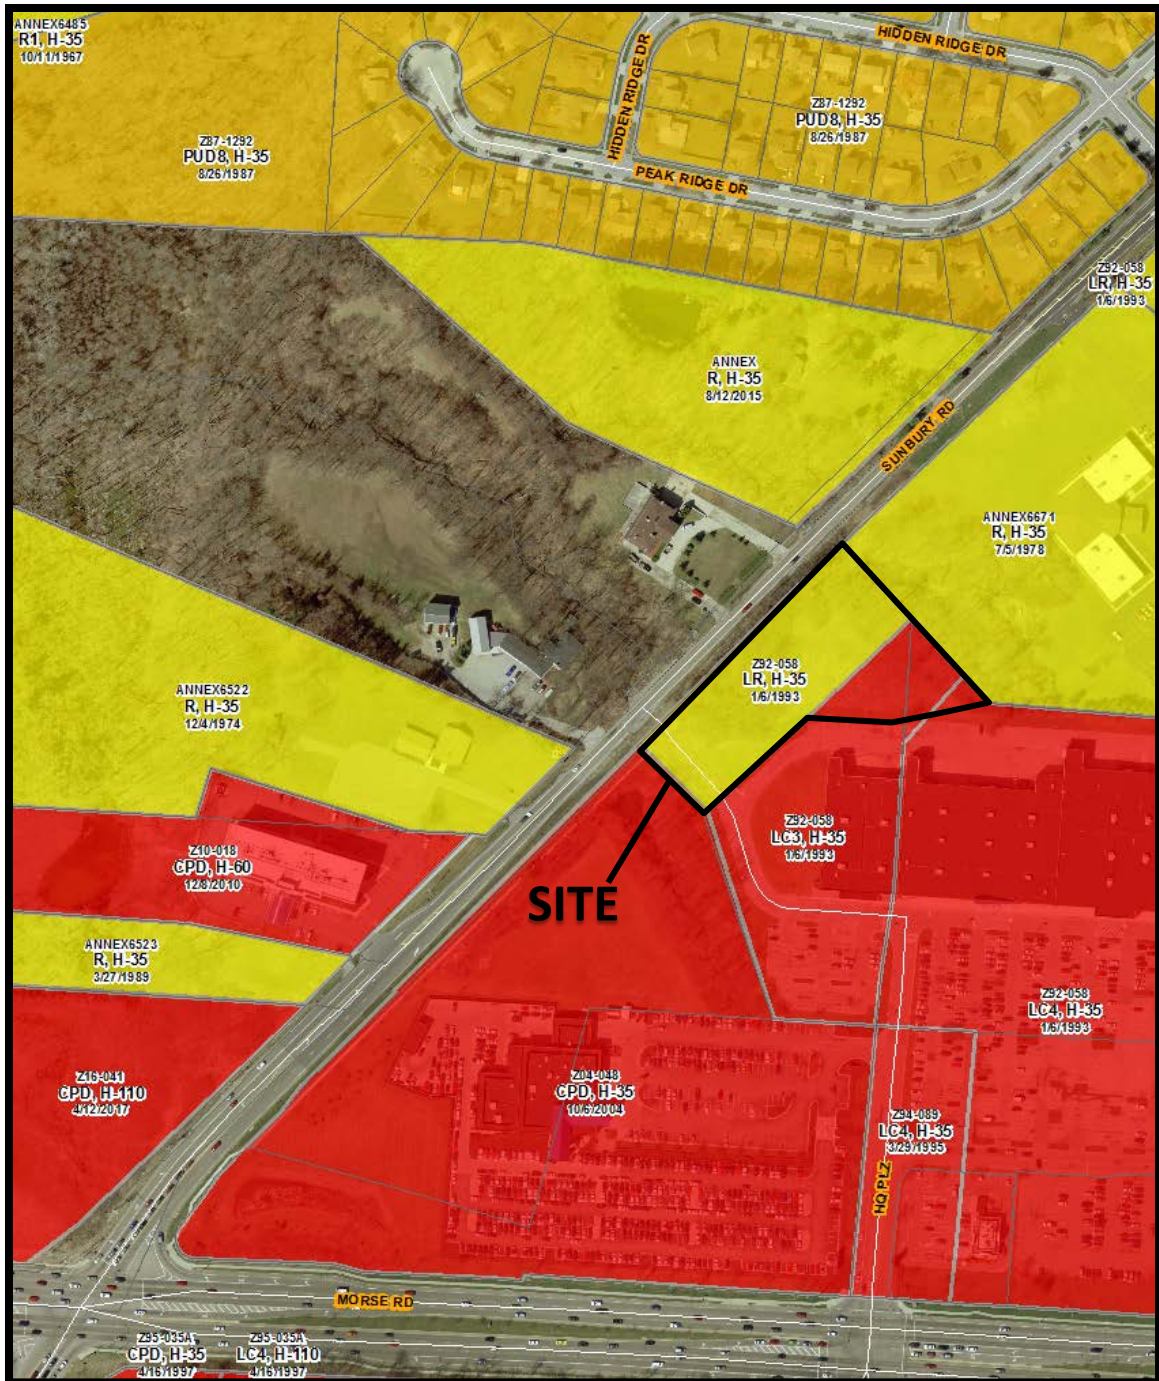 ANNEX6485
R1, H-35
10/11/1967
HIDDEN RIDGE DR
HIDDEN RIDGE DR
Z87-1292
PUD8, H-35
8/26/1987
Z87-1292
PUD8, H-35
8/26/1987
PEAK RIDGE DR
Z92-058
LR, H-35
1/6/1993
ANNEX
R, H-35
8/12/2015
SUNBURY RD
ANNEX6671
R, H-35
7/5/1978
Z92-058
LR, H-35
1/6/1993
ANNEX6522
R, H-35
12/4/1974
Z92-058
LC3, H-35
1/6/1993
Z10-018
CPD, H-60
12/8/2010
SITE
ANNEX6523
R, H-35
3/27/1989
Z92-058
LC4, H-35
1/6/1993
Z16-041
CPD, H-110
4/12/2017
Z04-048
CPD, H-35
10/6/2004
Z94-089
LC4, H-35
3/29/1995
HQ PLZ
MORSE RD
Z95-035A
CPD, H-35
4/16/1997
Z95-035A
LC4, H-110
4/16/1997